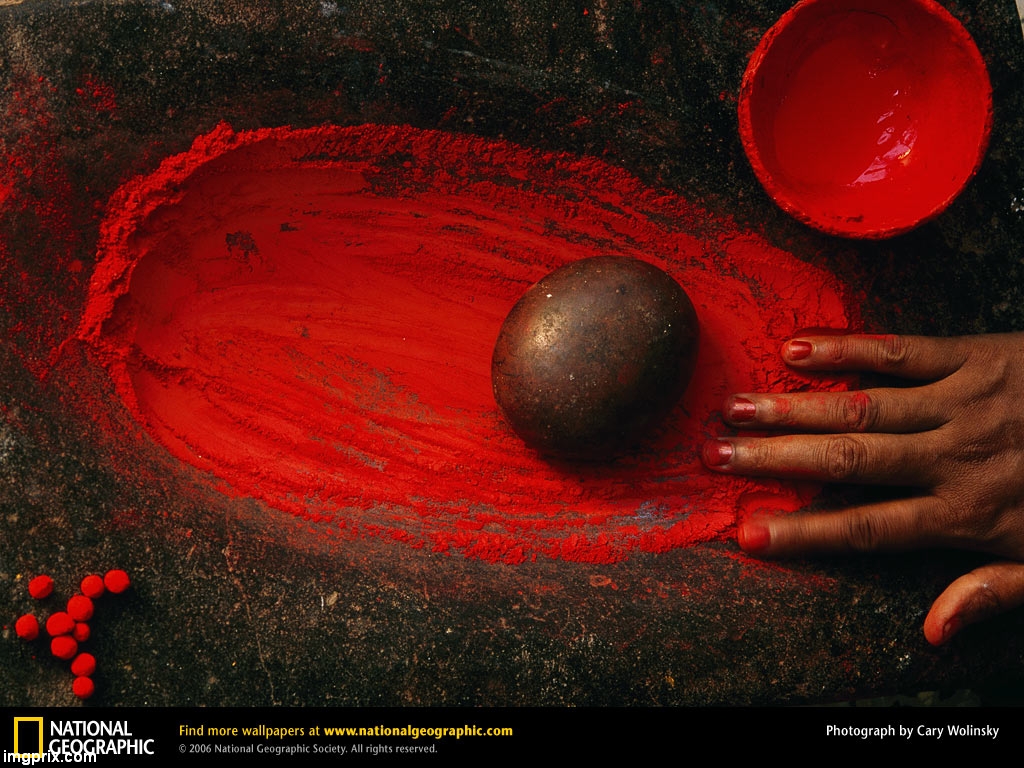 NATIONAL
GEOGRAPHIC
imgprix.com
Find more wallpapers at www.nationalgeographic.com
© 2006 National Geographic Society. All rights reserved.
Photograph by Cary Wolinsky